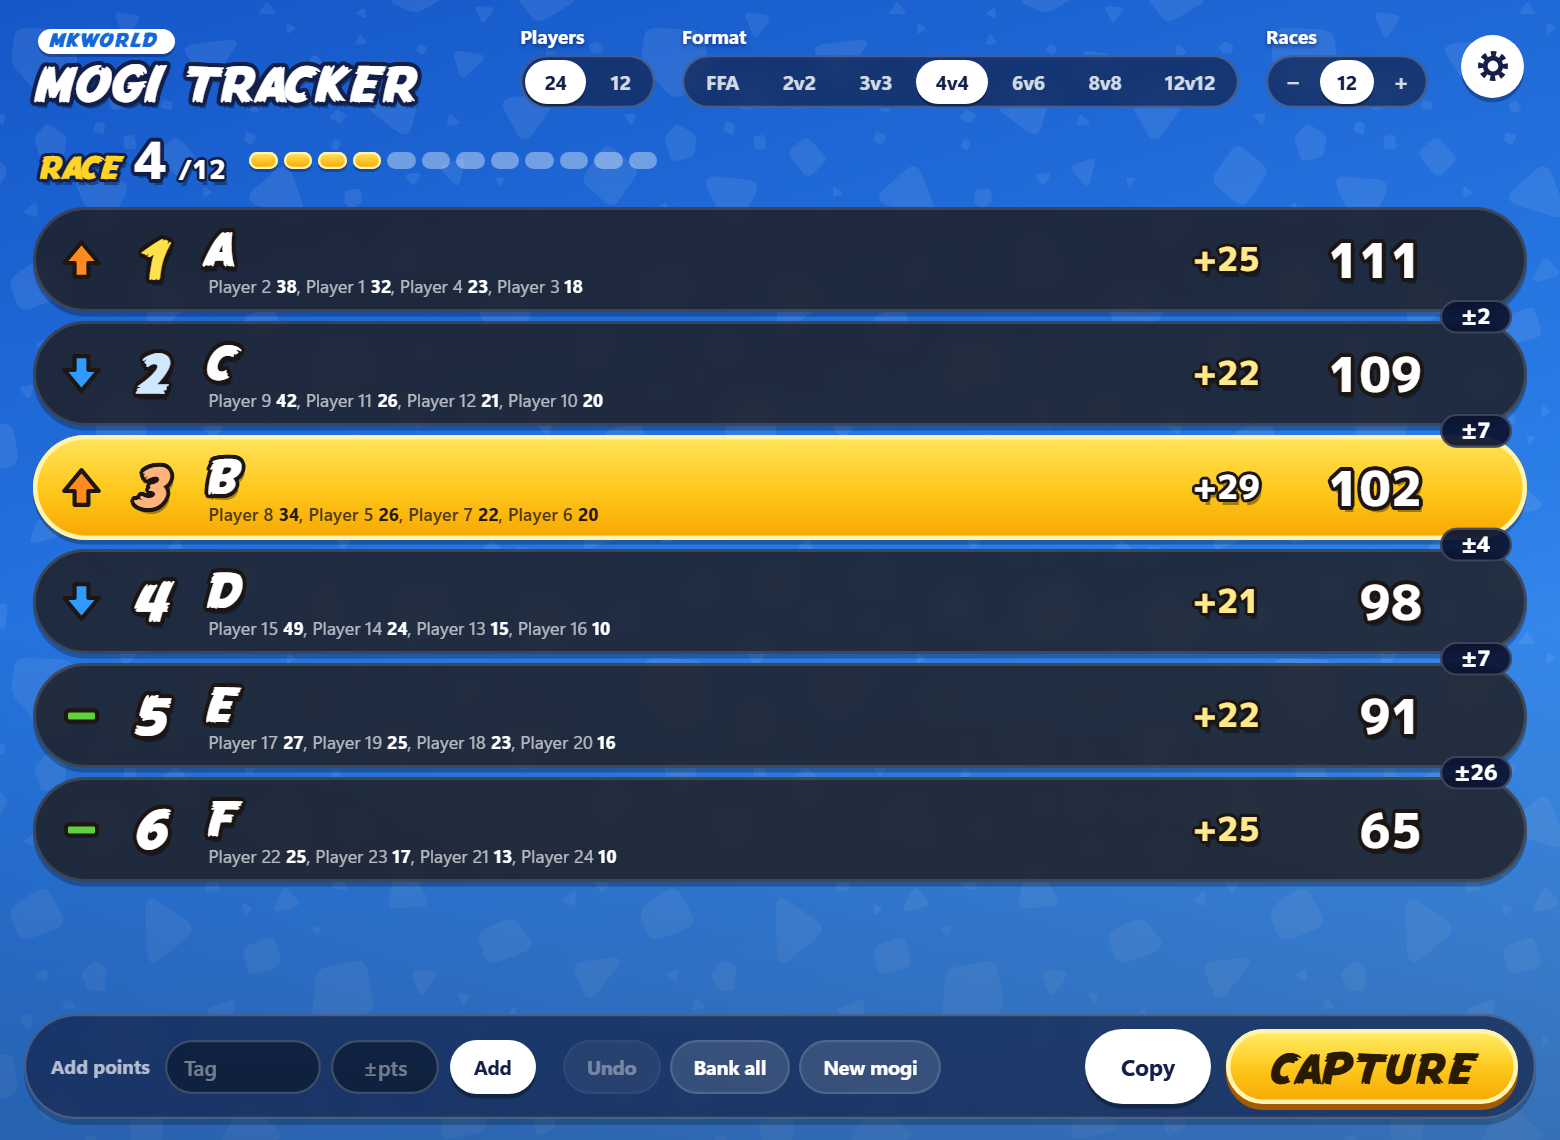 MKWORLD
MOGI TRACKER
Players
24 12
Format
FFA 2v2 3v3 4v4 6v6 8v8 12v12
Races
− 12 +
RACE 4 /12
1 A +25 111
Player 2 38, Player 1 32, Player 4 23, Player 3 18
±2
2 C +22 109
Player 9 42, Player 11 26, Player 12 21, Player 10 20
±7
3 B +29 102
Player 8 34, Player 5 26, Player 7 22, Player 6 20
±4
4 D +21 98
Player 15 49, Player 14 24, Player 13 15, Player 16 10
±7
5 E +22 91
Player 17 27, Player 19 25, Player 18 23, Player 20 16
±26
6 F +25 65
Player 22 25, Player 23 17, Player 21 13, Player 24 10
Add points Tag ±pts Add Undo Bank all New mogi Copy CAPTURE